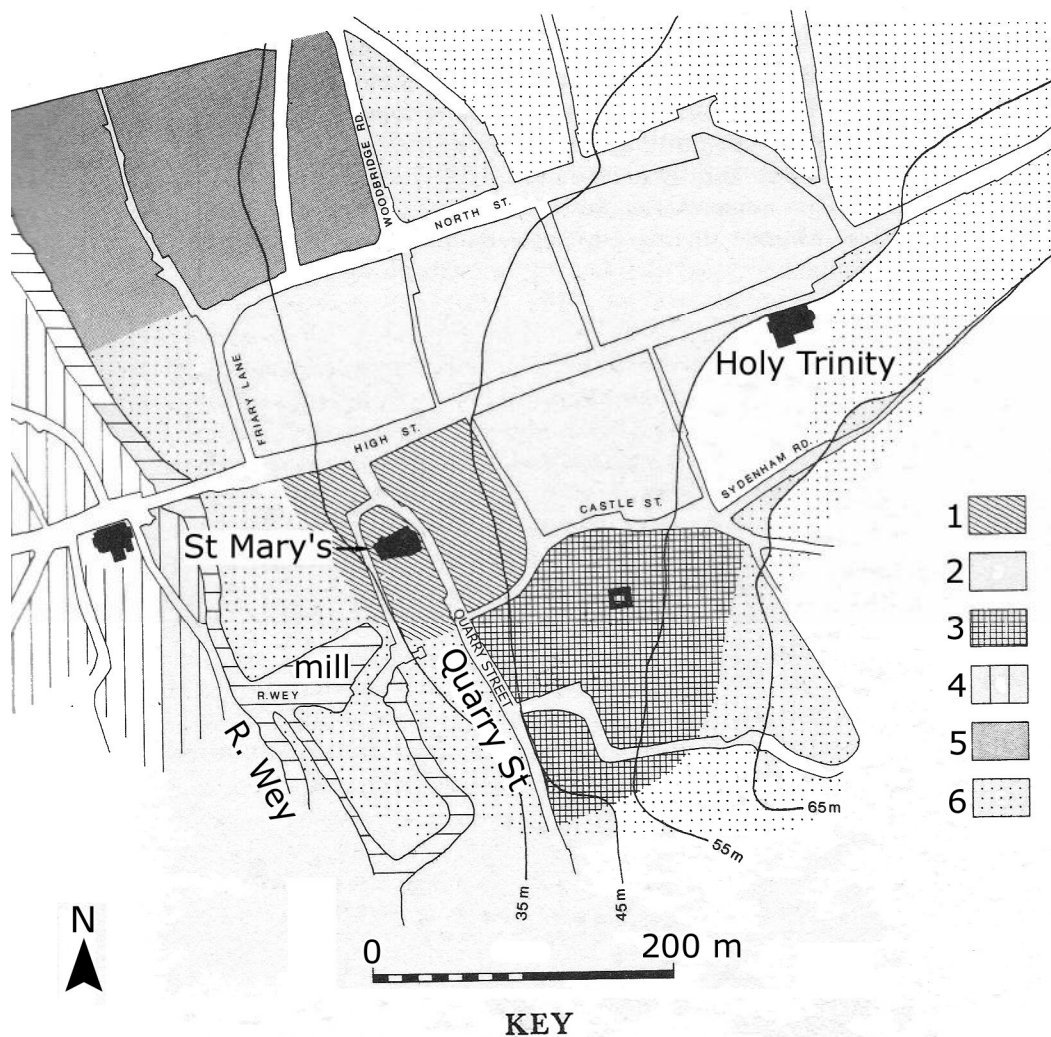 WOODBRIDGE RD.
NORTH ST.
Holy Trinity
FRIARY LANE
HIGH ST.
SYDENHAM RD.
CASTLE ST.
1
St Mary's
2
3
QUARRY STREET
mill
4
R.WEY
Quarry St
R. Wey
5
6
65m
55m
35m
45m
N
0
200 m
KEY